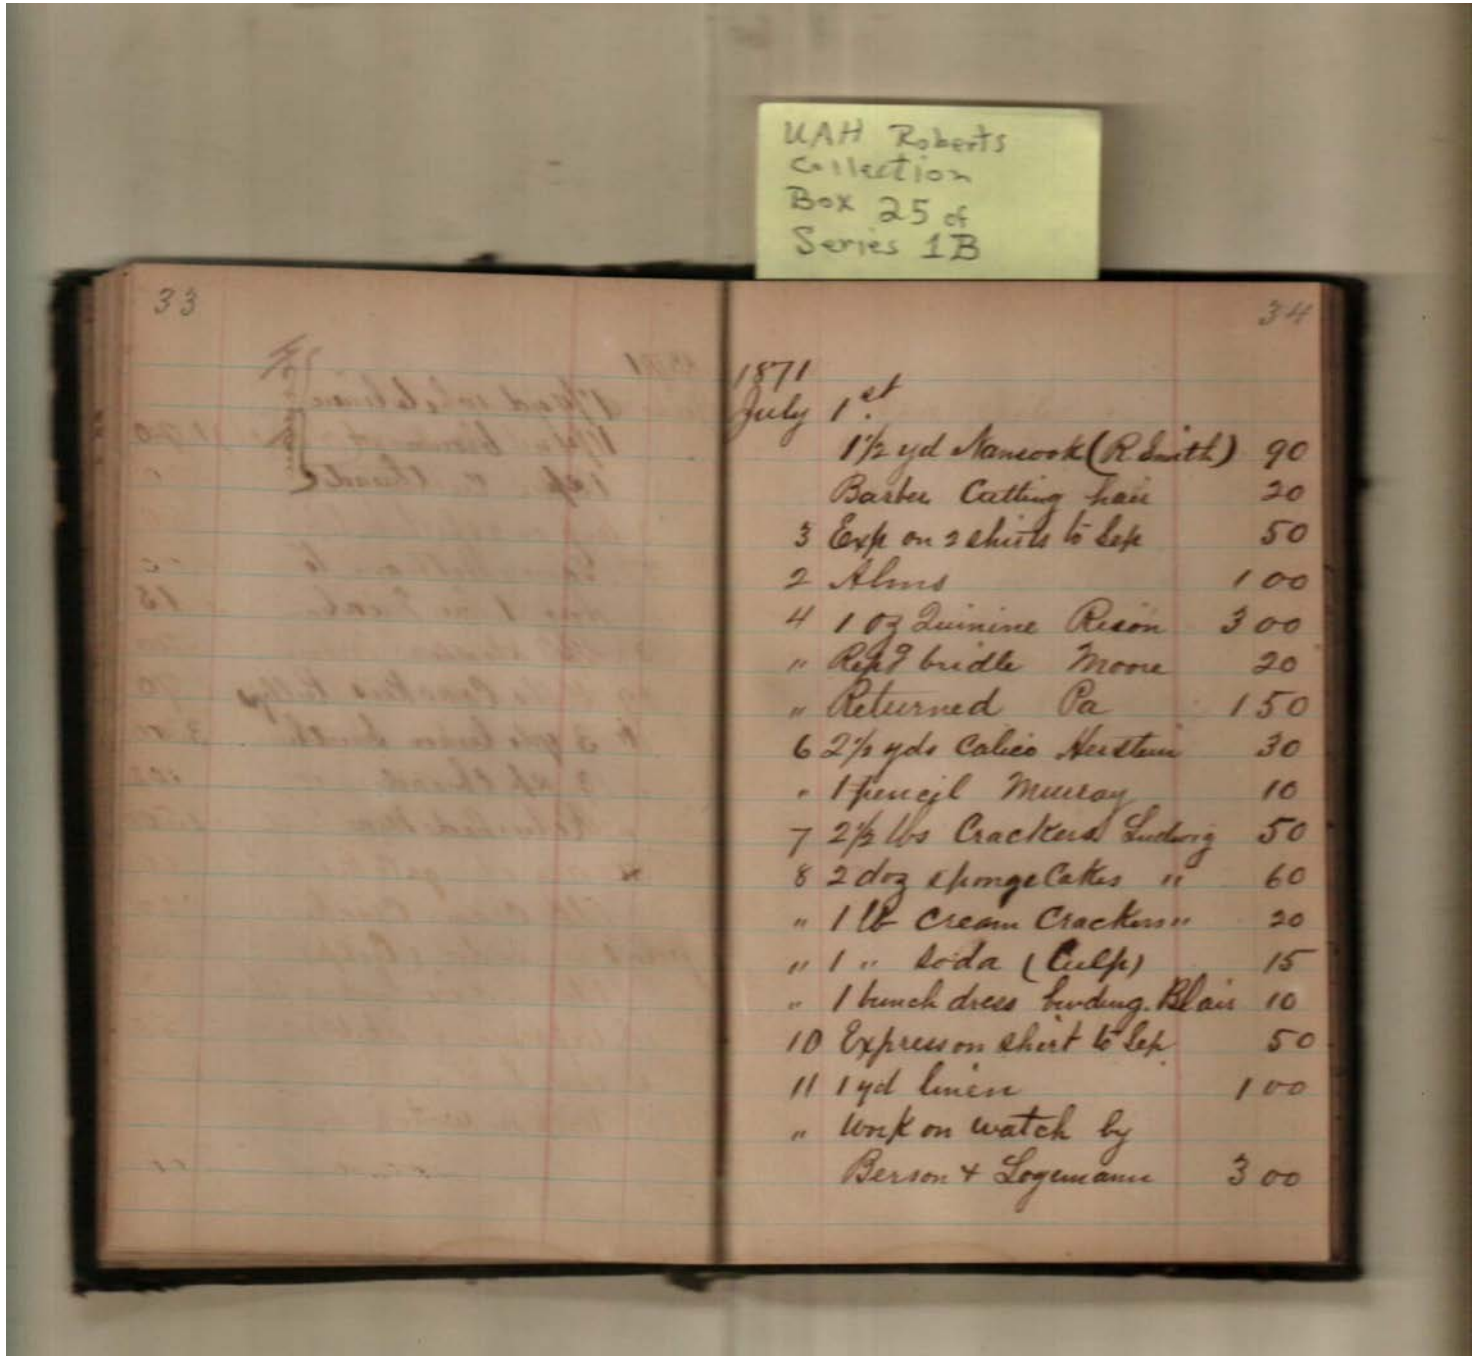 UAH Roberts
Collection
Box 25 of
Series 1B
33
34
1871
July 1st
1½ yd Nansook (R Smith) 90
Barber Cutting hair 20
3 Exp on 2 shirts to Sep 50
2 Alms 1 00
4 1 oz Quinine Rison 3 00
" Repg bridle Moore 20
" Returned Pa 1 50
6 2½ yds Calico Herstein 30
" 1 pencil Murray 10
7 2½ lbs Crackers Ludwig 50
8 2 doz sponge Cakes " 60
" 1 lb Cream Crackers " 20
" 1 " Soda (Culp) 15
" 1 bunch dress binding. Blair 10
10 Express on shirt to Sep 50
11 1 yd linen 1 00
" Work on watch by
Berson & Logemann 3 00